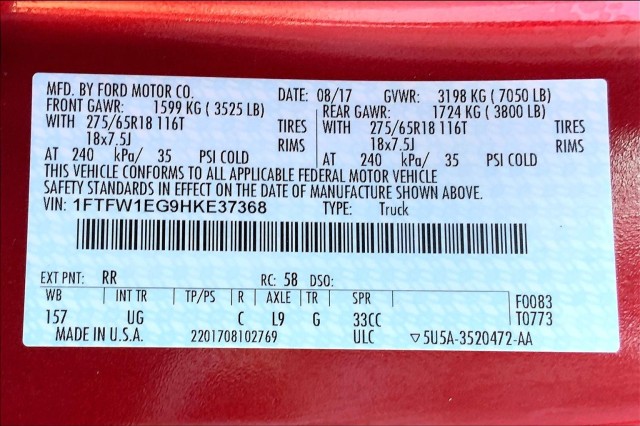 MFD. BY FORD MOTOR CO. DATE: 08/17 GVWR: 3198 KG ( 7050 LB)
FRONT GAWR: 1599 KG ( 3525 LB) REAR GAWR: 1724 KG ( 3800 LB)
WITH 275/65R18 116T TIRES WITH 275/65R18 116T TIRES
18x7.5J RIMS 18x7.5J RIMS
AT 240 kPa/ 35 PSI COLD AT 240 kPa/ 35 PSI COLD
THIS VEHICLE CONFORMS TO ALL APPLICABLE FEDERAL MOTOR VEHICLE
SAFETY STANDARDS IN EFFECT ON THE DATE OF MANUFACTURE SHOWN ABOVE.
VIN: 1FTFW1EG9HKE37368 TYPE: Truck
EXT PNT: RR RC: 58 DSO:
WB INT TR TP/PS R AXLE TR SPR F0083
157 UG C L9 G 33CC T0773
MADE IN U.S.A. 2201708102769 ULC ▽5U5A-3520472-AA